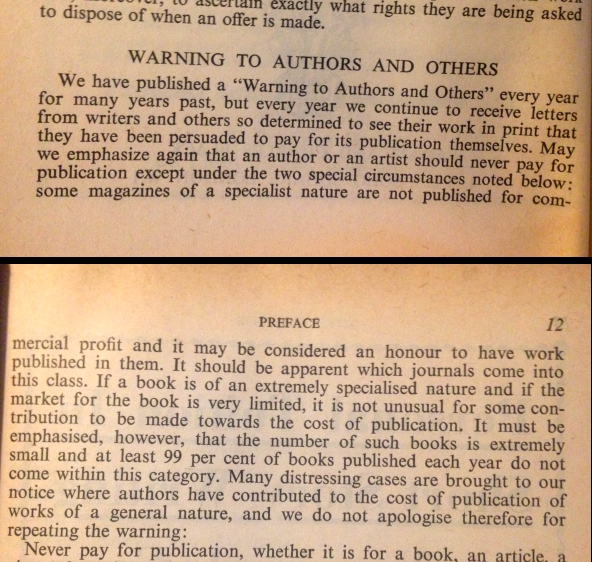 to ascertain exactly what rights they are being asked
to dispose of when an offer is made.
WARNING TO AUTHORS AND OTHERS
We have published a “Warning to Authors and Others” every year
for many years past, but every year we continue to receive letters
from writers and others so determined to see their work in print that
they have been persuaded to pay for its publication themselves. May
we emphasize again that an author or an artist should never pay for
publication except under the two special circumstances noted below:
some magazines of a specialist nature are not published for com-
PREFACE 12
mercial profit and it may be considered an honour to have work
published in them. It should be apparent which journals come into
this class. If a book is of an extremely specialised nature and if the
market for the book is very limited, it is not unusual for some con-
tribution to be made towards the cost of publication. It must be
emphasised, however, that the number of such books is extremely
small and at least 99 per cent of books published each year do not
come within this category. Many distressing cases are brought to our
notice where authors have contributed to the cost of publication of
works of a general nature, and we do not apologise therefore for
repeating the warning:
Never pay for publication, whether it is for a book, an article, a